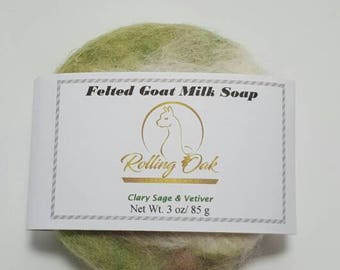 Felted Goat Milk Soap
Rolling Oak
Clary Sage & Vetiver
Net Wt. 3 oz/ 85 g